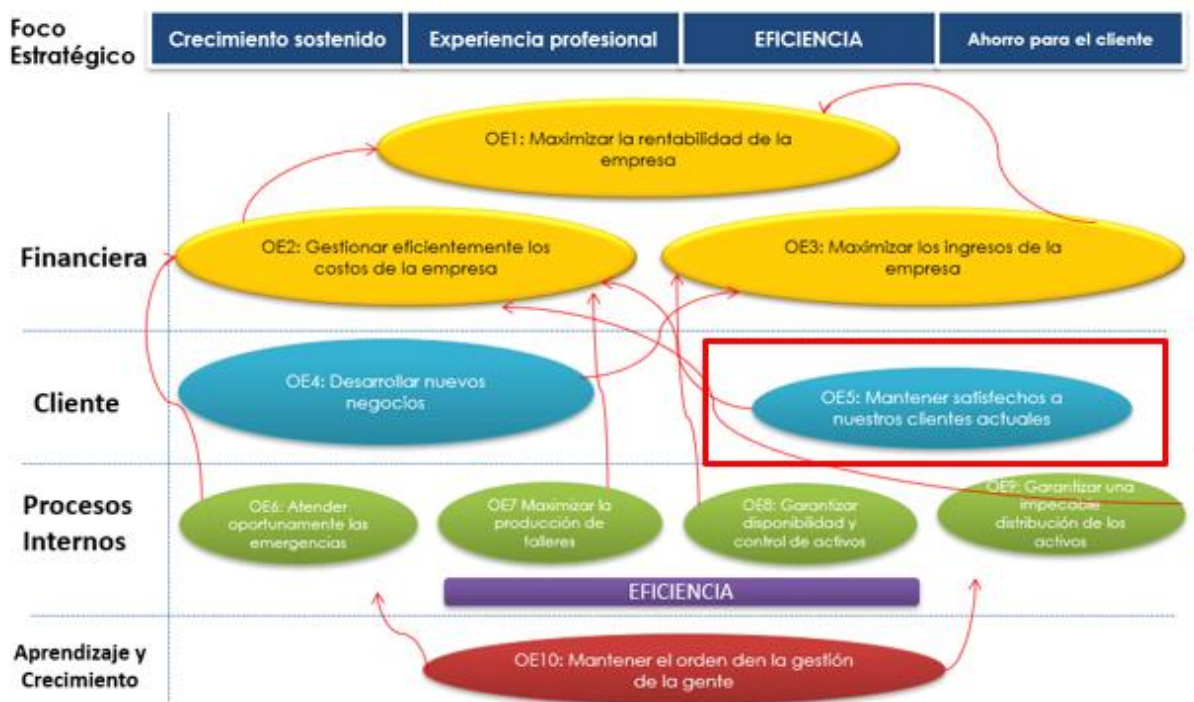 Foco
Estratégico
Crecimiento sostenido
Experiencia profesional
EFICIENCIA
Ahorro para el cliente
OE1: Maximizar la rentabilidad de la
empresa
Financiera
OE2: Gestionar eficientemente los
costos de la empresa
OE3: Maximizar los ingresos de la
empresa
Cliente
OE4: Desarrollar nuevos
negocios
OE5: Mantener satisfechos a
nuestros clientes actuales
Procesos
Internos
OE6: Atender
oportunamente las
emergencias
OE7 Maximizar la
producción de
talleres
OE8: Garantizar
disponibilidad y
control de activos
OE9: Garantizar una
impecable
distribución de los
activos
EFICIENCIA
Aprendizaje y
Crecimiento
OE10: Mantener el orden den la gestión
de la gente